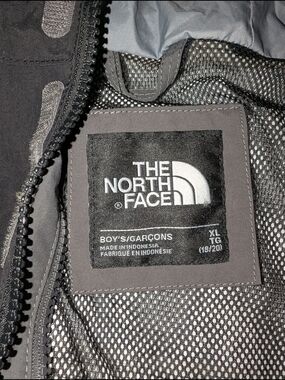 THE
NORTH
FACE
®
BOY'S/GARÇONS
MADE IN INDONESIA
FABRIQUÉ EN INDONÉSIE
XL
TG
(18/20)